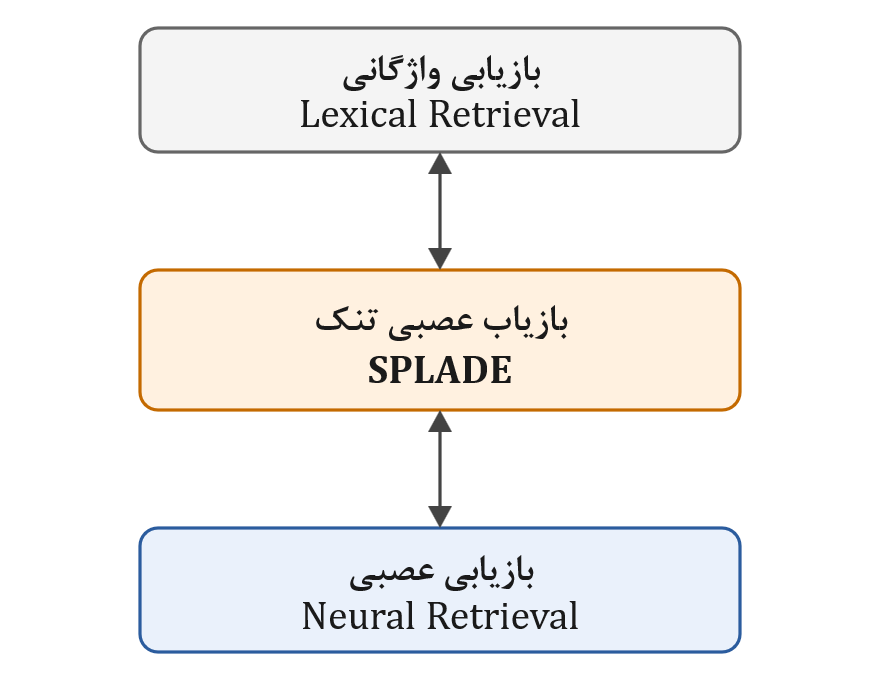 بازیابی واژگانی
Lexical Retrieval
بازیاب عصبی تنک
SPLADE
بازیابی عصبی
Neural Retrieval